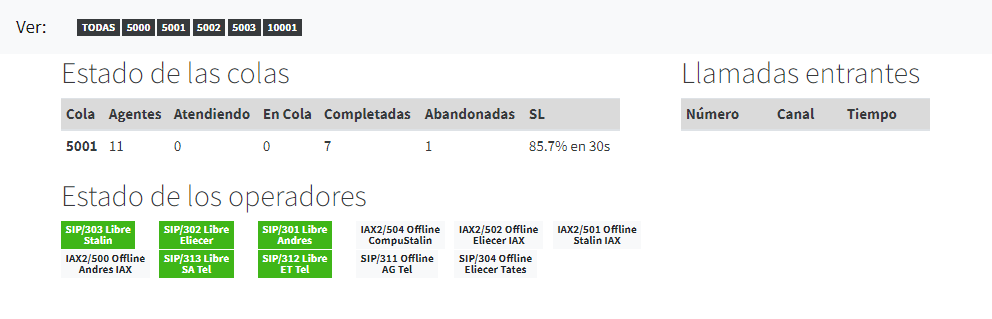 Ver: TODAS 5000 5001 5002 5003 10001
Estado de las colas
Cola Agentes Atendiendo En Cola Completadas Abandonadas SL
5001 11 0 0 7 1 85.7% en 30s
Llamadas entrantes
Número Canal Tiempo
Estado de los operadores
SIP/303 Libre
Stalin
SIP/302 Libre
Eliecer
SIP/301 Libre
Andres
IAX2/504 Offline
CompuStalin
IAX2/502 Offline
Eliecer IAX
IAX2/501 Offline
Stalin IAX
IAX2/500 Offline
Andres IAX
SIP/313 Libre
SA Tel
SIP/312 Libre
ET Tel
SIP/311 Offline
AG Tel
SIP/304 Offline
Eliecer Tates